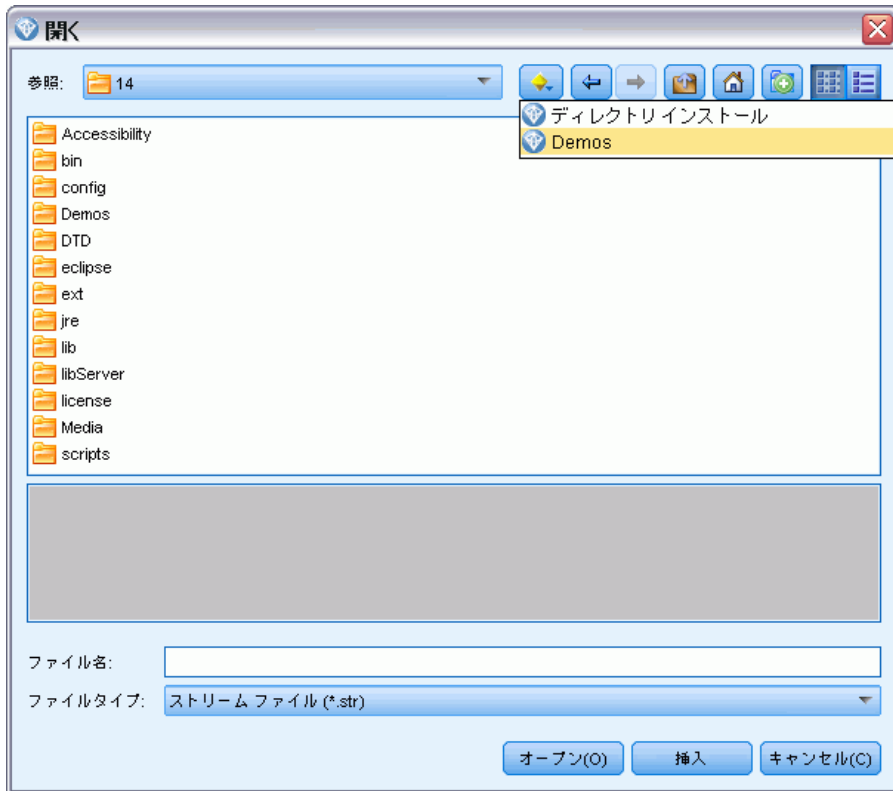 開く
参照: 14
ディレクトリ インストール
Demos
Accessibility
bin
config
Demos
DTD
eclipse
ext
jre
lib
libServer
license
Media
scripts
ファイル名:
ファイルタイプ: ストリーム ファイル (*.str)
オープン(O) 挿入 キャンセル(C)